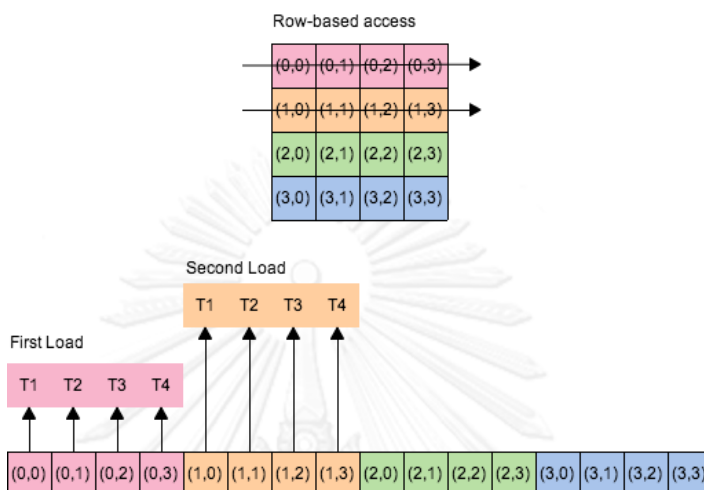 Row-based access
(0,0) (0,1) (0,2) (0,3)
(1,0) (1,1) (1,2) (1,3)
(2,0) (2,1) (2,2) (2,3)
(3,0) (3,1) (3,2) (3,3)
Second Load
T1 T2 T3 T4
First Load
T1 T2 T3 T4
(0,0) (0,1) (0,2) (0,3) (1,0) (1,1) (1,2) (1,3) (2,0) (2,1) (2,2) (2,3) (3,0) (3,1) (3,2) (3,3)